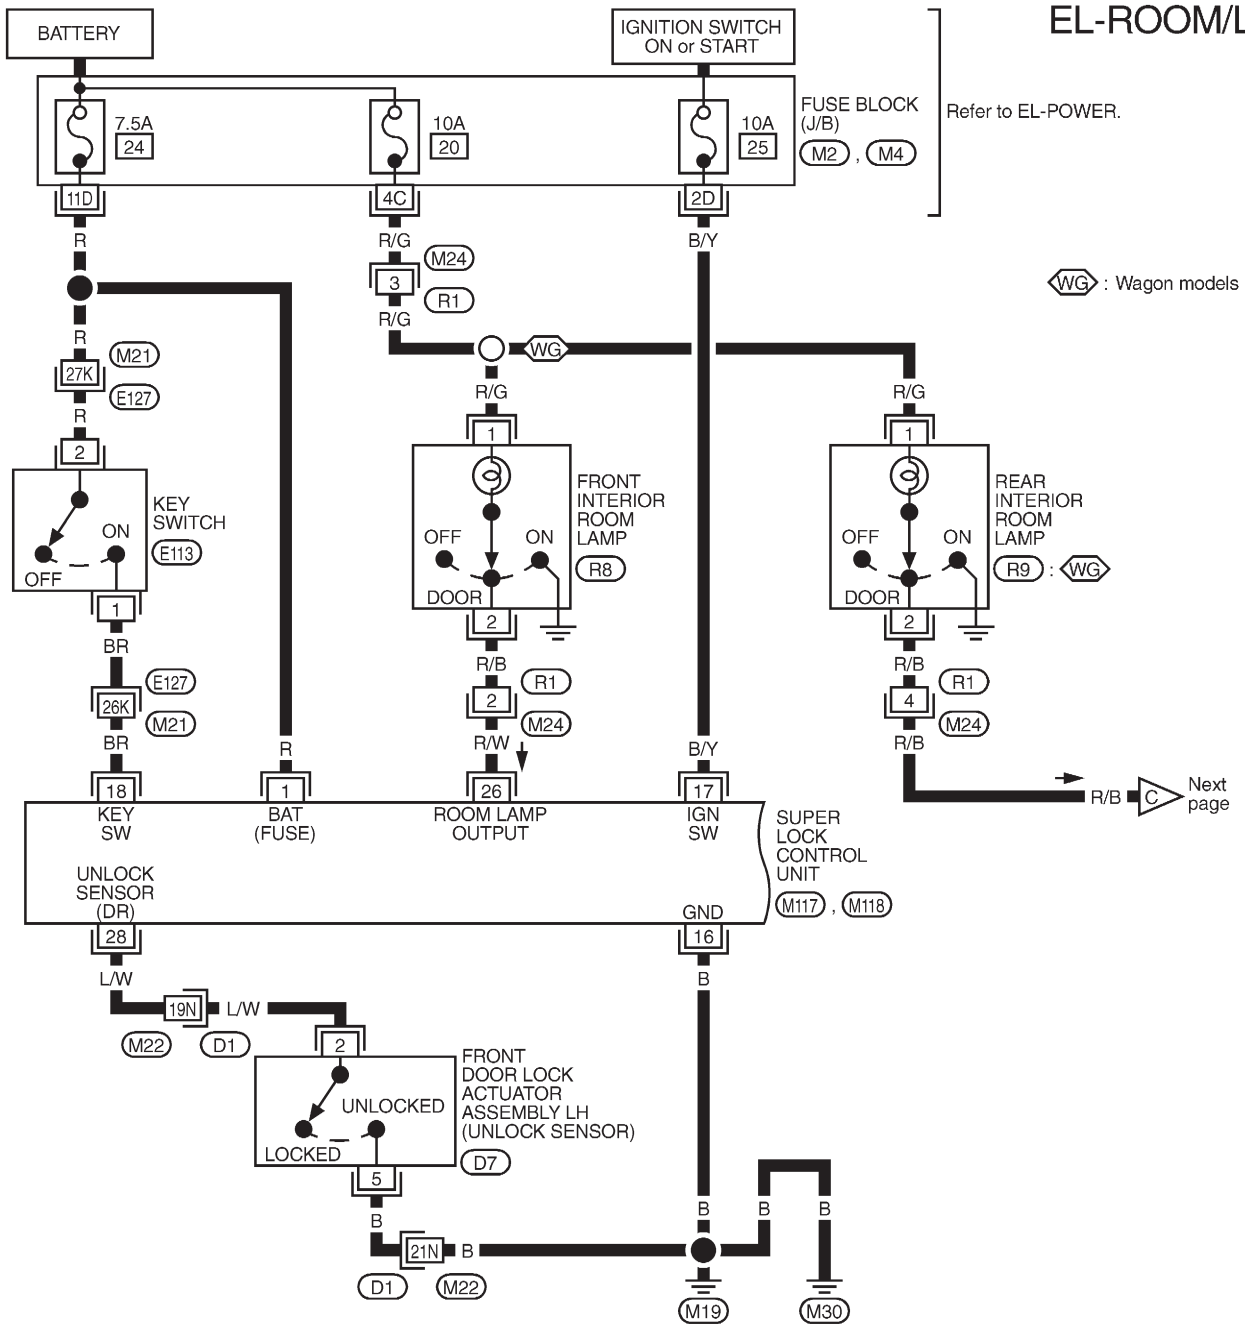 EL-ROOM/L
BATTERY
IGNITION SWITCH
ON or START
7.5A
24
10A
20
10A
25
FUSE BLOCK
(J/B)
M2 , M4
Refer to EL-POWER.
11D
4C
2D
R
R/G
B/Y
M24
3
R1
R/G
WG : Wagon models
R
M21
27K
E127
R
WG
R/G
R/G
2
1
1
KEY
SWITCH
E113
ON
OFF
FRONT
INTERIOR
ROOM
LAMP
R8
OFF
ON
DOOR
REAR
INTERIOR
ROOM
LAMP
R9 : WG
OFF
ON
DOOR
1
2
2
BR
R/B
R/B
E127
26K
M21
R1
2
M24
R1
4
M24
BR
R
R/W
B/Y
R/B
18
1
26
17
R/B
C
Next
page
KEY
SW
BAT
(FUSE)
ROOM LAMP
OUTPUT
IGN
SW
SUPER
LOCK
CONTROL
UNIT
M117 , M118
UNLOCK
SENSOR
(DR)
GND
28
16
L/W
B
19N
L/W
M22
D1
2
FRONT
DOOR LOCK
ACTUATOR
ASSEMBLY LH
(UNLOCK SENSOR)
D7
UNLOCKED
LOCKED
5
B
B
B
B
21N
B
D1
M22
M19
M30